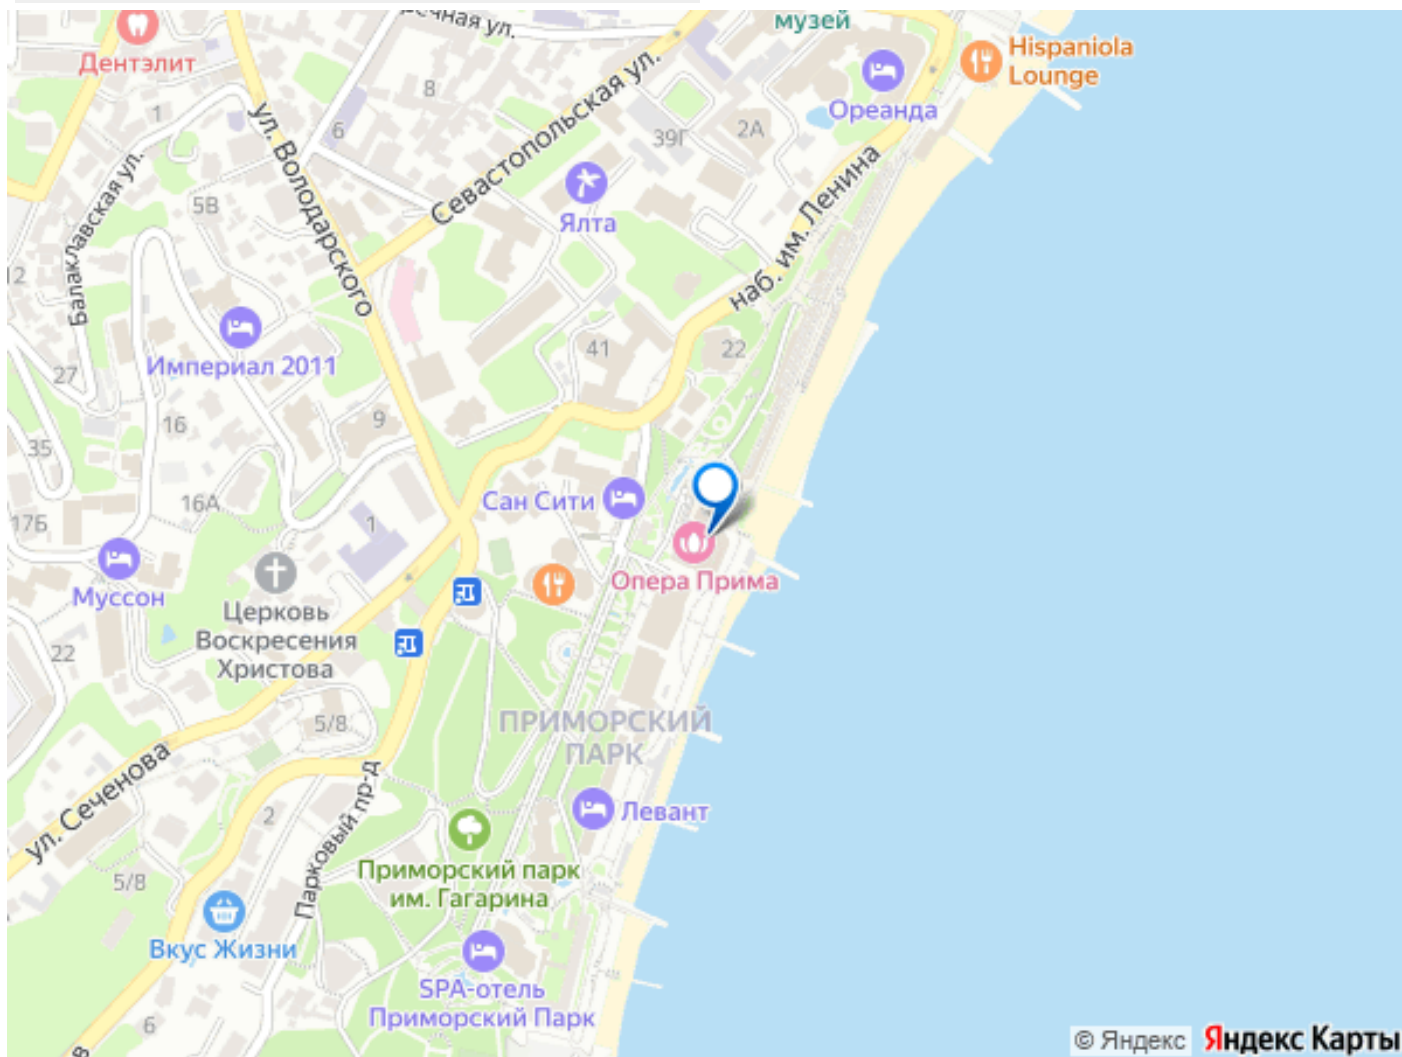 речная ул.
музей
Hispaniola
Lounge
Дентэлит
Ореанда
8
1
6
39Г
2А
ул. Володарского
Севастопольская ул.
Балаклавская ул.
5В
Ялта
наб. им. Ленина
12
Империал 2011
41
22
27
16
9
35
16А
17Б
1
Сан Сити
Опера Прима
Муссон
Церковь
Воскресения
Христова
22
5/8
ПРИМОРСКИЙ
ПАРК
ул. Сеченова
Парковый пр-д
2
Левант
5/8
Приморский парк
им. Гагарина
Вкус Жизни
SPA-отель
Приморский Парк
6
© Яндекс
Яндекс Карты